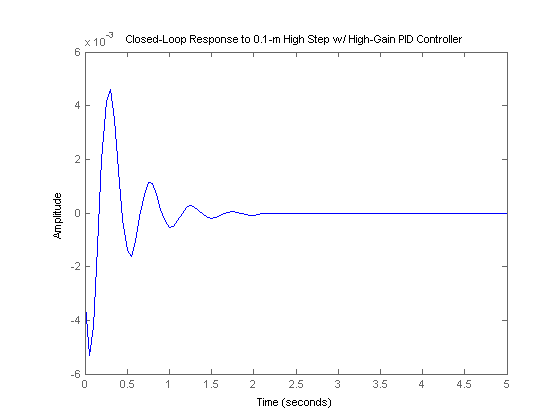 x 10^-3
Closed-Loop Response to 0.1-m High Step w/ High-Gain PID Controller
6
4
2
0
-2
-4
-6
Amplitude
0 0.5 1 1.5 2 2.5 3 3.5 4 4.5 5
Time (seconds)